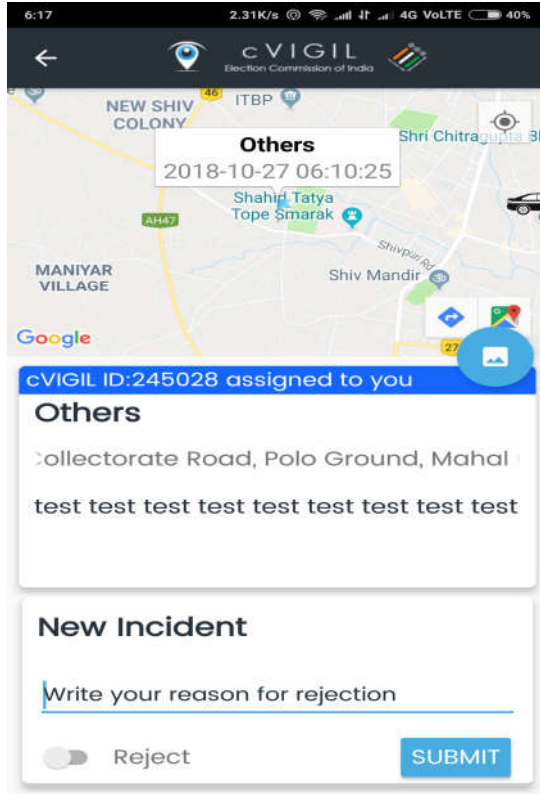 6:17 2.31K/s 4G VoLTE 40%
cVIGIL
Election Commission of India
NEW SHIV COLONY
46
ITBP
Others
2018-10-27 06:10:25
Shri Chitragupta B
Shahid Tatya
Tope Smarak
AH47
Shivpuri Rd
MANIYAR
VILLAGE
Shiv Mandir
Google
27
cVIGIL ID:245028 assigned to you
Others
Collectorate Road, Polo Ground, Mahal
test test test test test test test test test
New Incident
Write your reason for rejection
Reject
SUBMIT